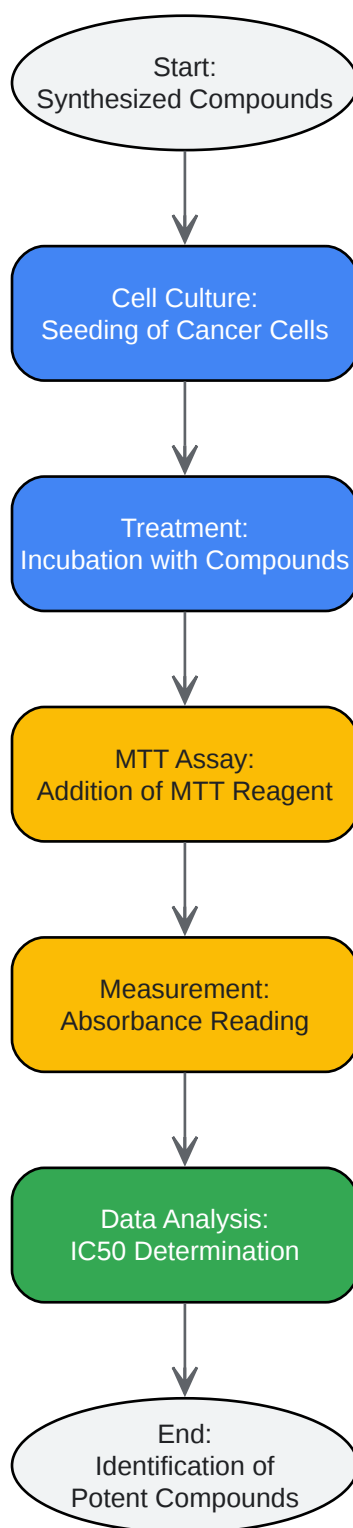 Start:
Synthesized Compounds
Cell Culture:
Seeding of Cancer Cells
Treatment:
Incubation with Compounds
MTT Assay:
Addition of MTT Reagent
Measurement:
Absorbance Reading
Data Analysis:
IC50 Determination
End:
Identification of
Potent Compounds